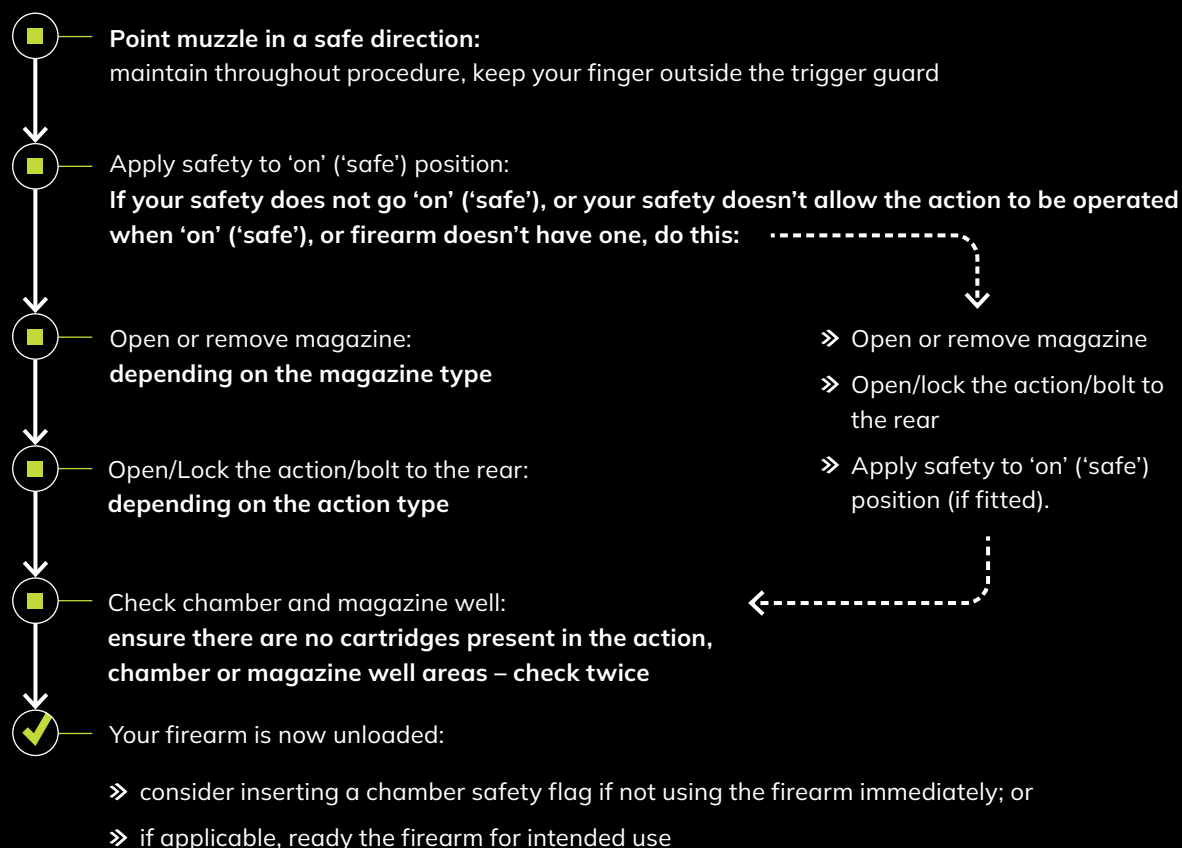 Point muzzle in a safe direction:
maintain throughout procedure, keep your finger outside the trigger guard
Apply safety to ‘on’ (‘safe’) position:
If your safety does not go ‘on’ (‘safe’), or your safety doesn’t allow the action to be operated
when ‘on’ (‘safe’), or firearm doesn’t have one, do this:
Open or remove magazine:
depending on the magazine type
Open/Lock the action/bolt to the rear:
depending on the action type
» Open or remove magazine
» Open/lock the action/bolt to
the rear
» Apply safety to ‘on’ (‘safe’)
position (if fitted).
Check chamber and magazine well:
ensure there are no cartridges present in the action,
chamber or magazine well areas – check twice
Your firearm is now unloaded:
» consider inserting a chamber safety flag if not using the firearm immediately; or
» if applicable, ready the firearm for intended use